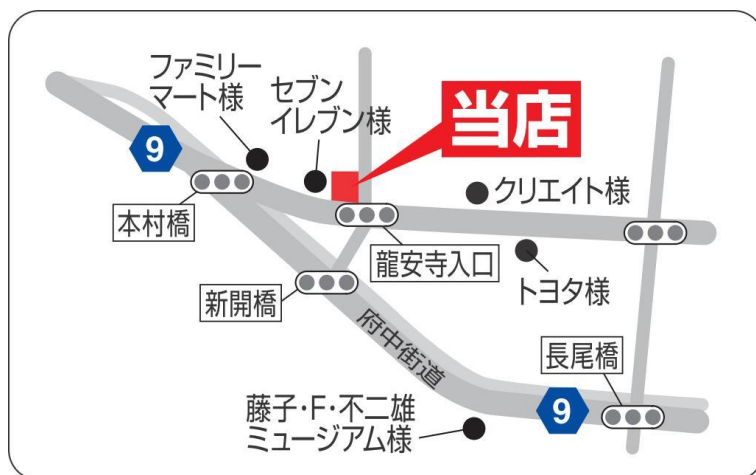 ファミリー
マート様
セブン
イレブン様
当店
9
本村橋
クリエイト様
龍安寺入口
トヨタ様
新開橋
府中街道
長尾橋
藤子・F・不二雄
ミュージアム様
9